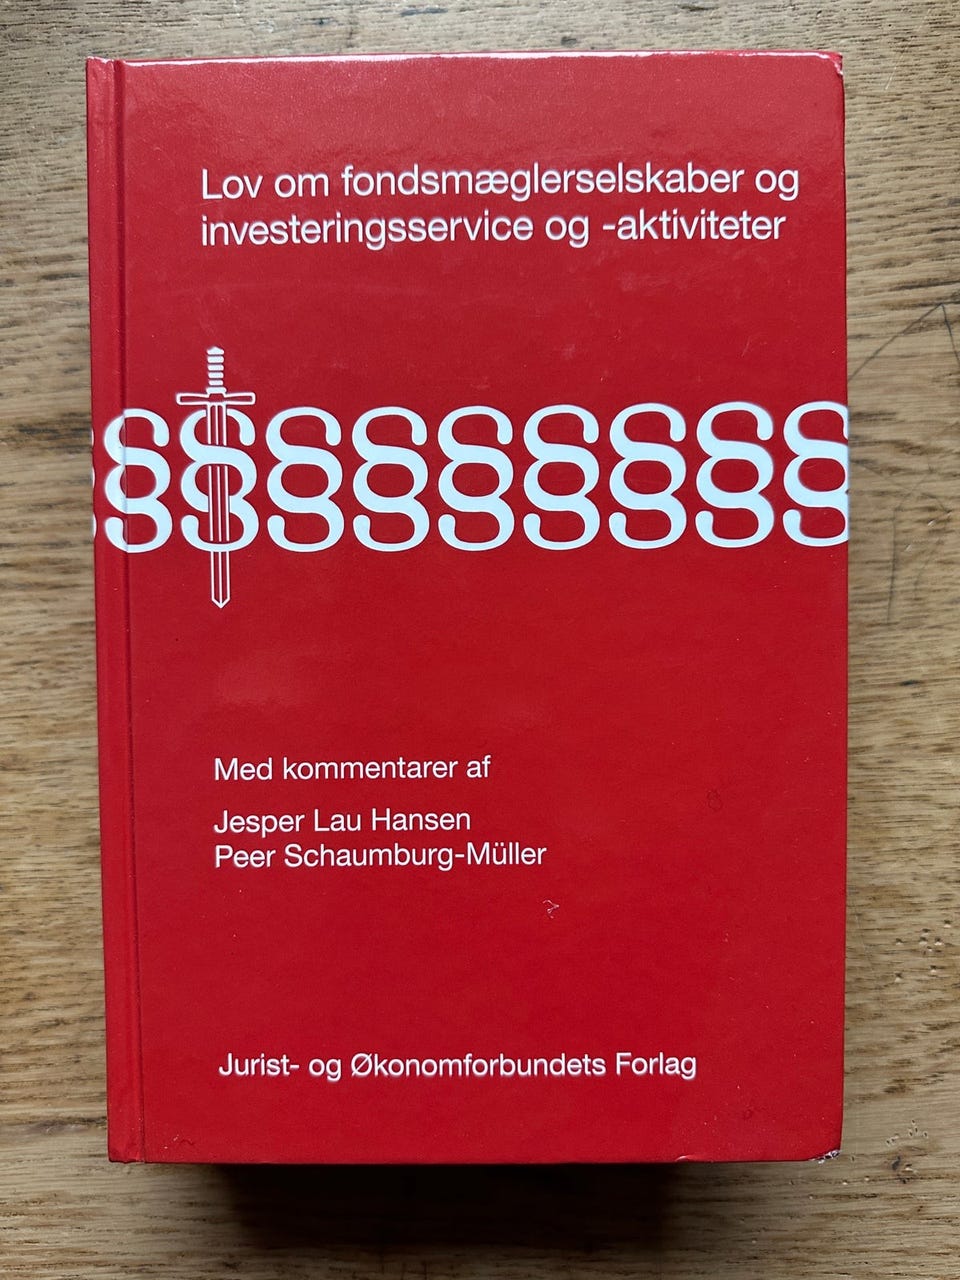 Lov om fondsmæglerselskaber og
investeringsservice og -aktiviteter
§§§§§§§§§§
Med kommentarer af
Jesper Lau Hansen
Peer Schaumburg-Müller
Jurist- og Økonomforbundets Forlag